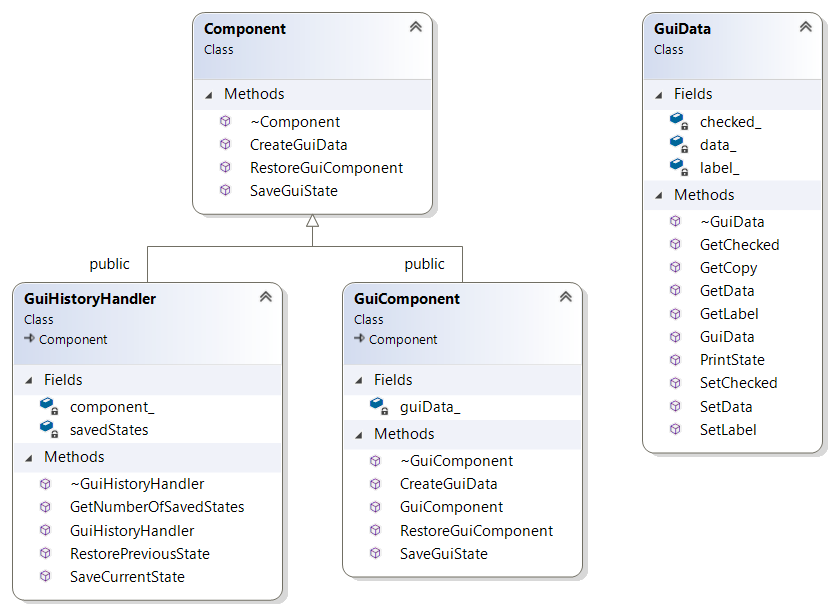 Component
Class
Methods
~Component
CreateGuiData
RestoreGuiComponent
SaveGuiState
GuiData
Class
Fields
checked_
data_
label_
Methods
~GuiData
GetChecked
GetCopy
GetData
GetLabel
GuiData
PrintState
SetChecked
SetData
SetLabel
public
public
GuiHistoryHandler
Class
Component
Fields
component_
savedStates
Methods
~GuiHistoryHandler
GetNumberOfSavedStates
GuiHistoryHandler
RestorePreviousState
SaveCurrentState
GuiComponent
Class
Component
Fields
guiData_
Methods
~GuiComponent
CreateGuiData
GuiComponent
RestoreGuiComponent
SaveGuiState